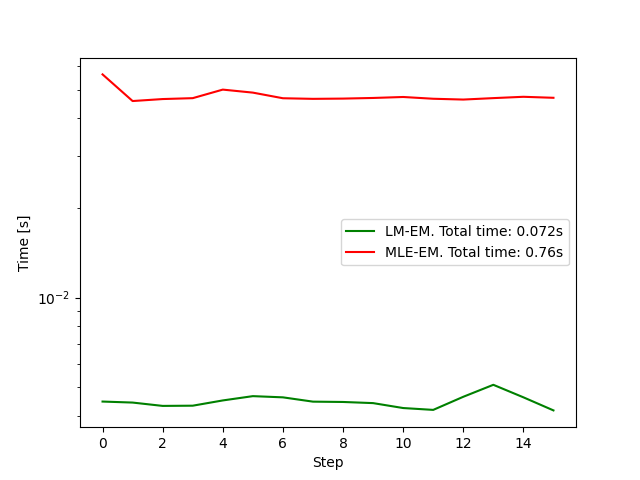 Time [s]
10⁻²
LM-EM. Total time: 0.072s
MLE-EM. Total time: 0.76s
0 2 4 6 8 10 12 14
Step